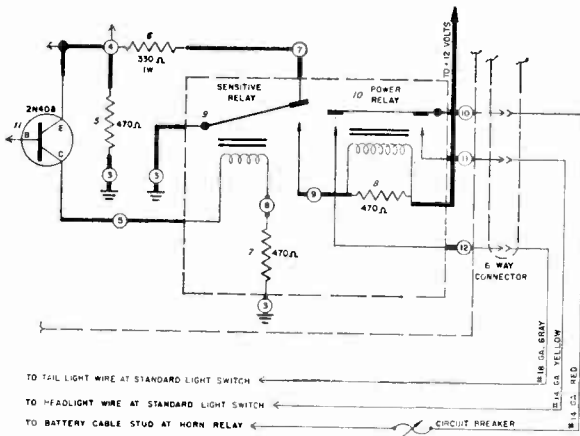 TO + 12 VOLTS
6
4
330 Ω
1W
7
SENSITIVE
RELAY
10
POWER
RELAY
9
2N408
11
B
E
C
5
470Ω
3
3
10
11
8
9
8
470Ω
5
7
470Ω
3
12
6 WAY
CONNECTOR
#18 GA. GRAY
#14 GA. YELLOW
#14 GA. RED
TO TAIL LIGHT WIRE AT STANDARD LIGHT SWITCH
TO HEADLIGHT WIRE AT STANDARD LIGHT SWITCH
TO BATTERY CABLE STUD AT HORN RELAY
CIRCUIT BREAKER